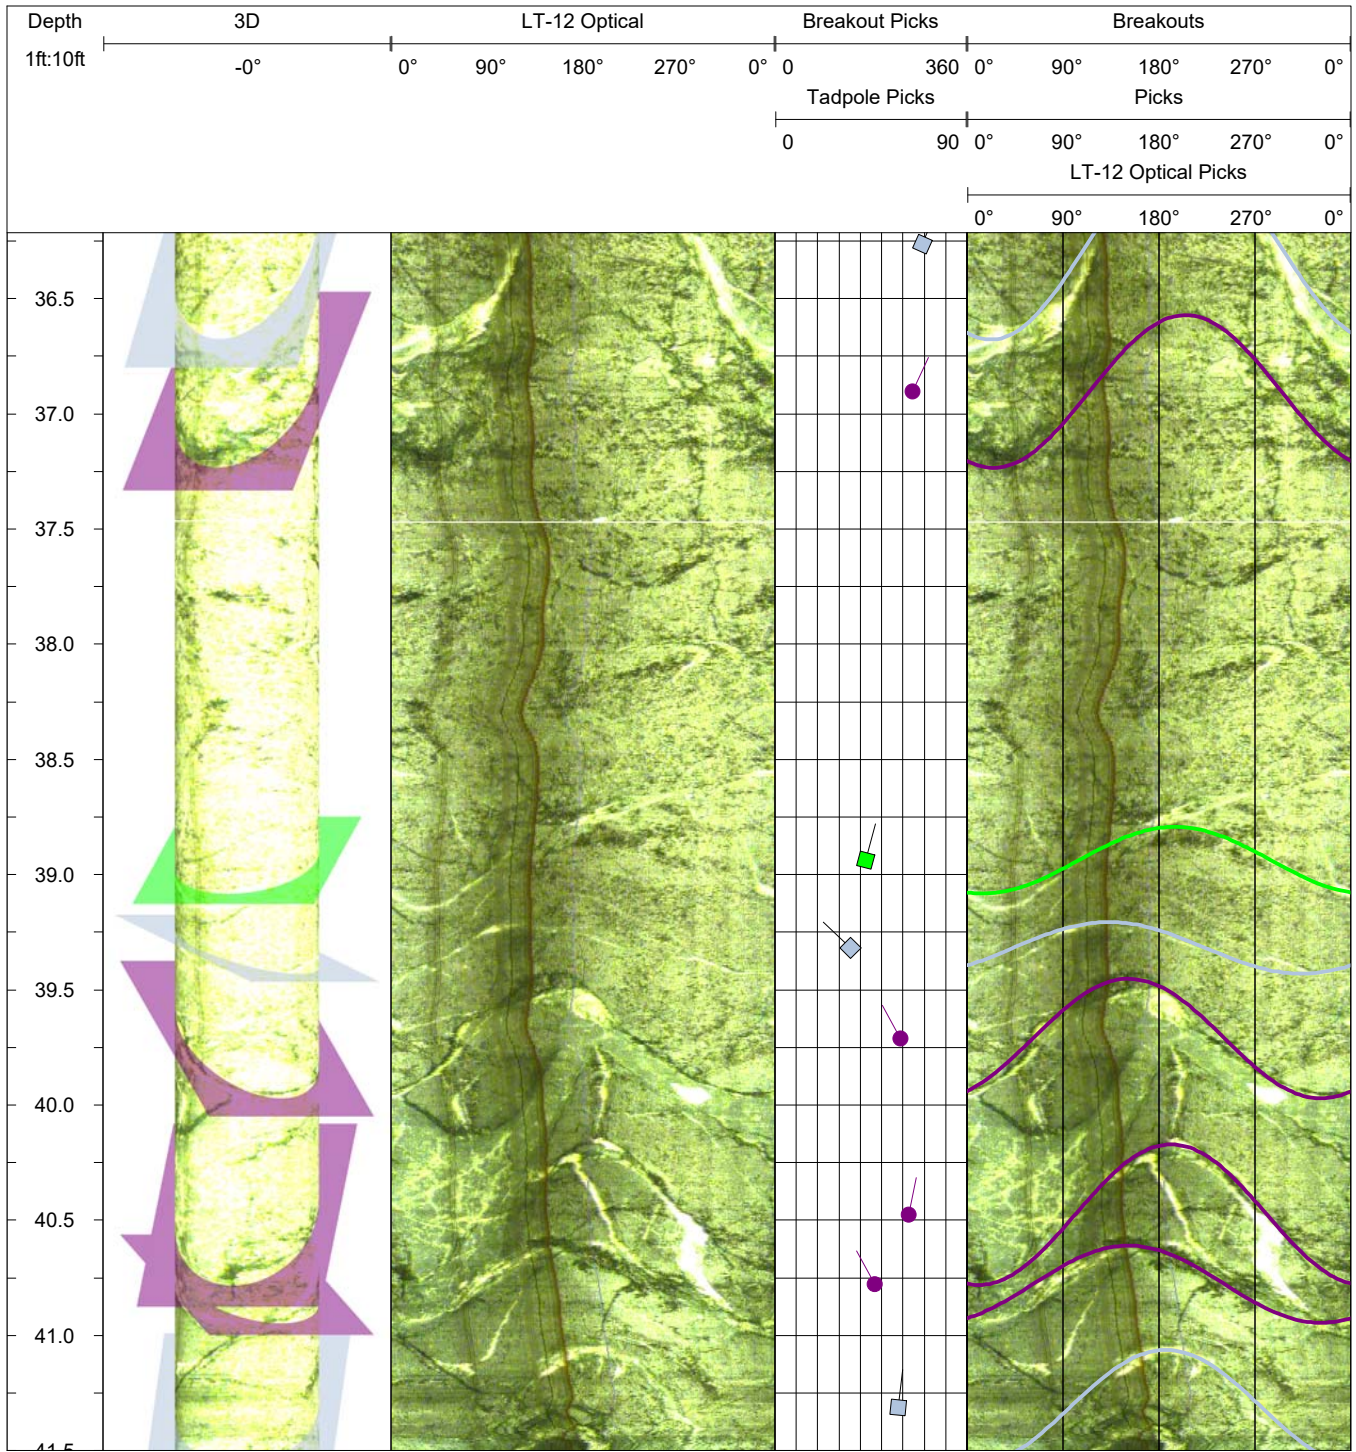 Depth 3D LT-12 Optical Breakout Picks Breakouts
1ft:10ft -0° 0° 90° 180° 270° 0° 0 360 0° 90° 180° 270° 0°
Tadpole Picks Picks
0 90 0° 90° 180° 270° 0°
LT-12 Optical Picks
0° 90° 180° 270° 0°
36.5
37.0
37.5
38.0
38.5
39.0
39.5
40.0
40.5
41.0
41.5